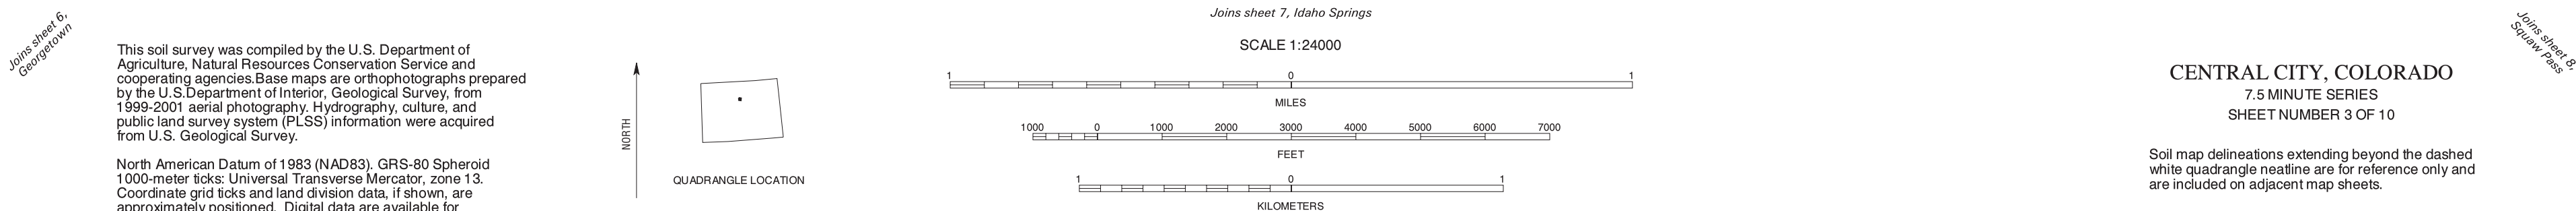 Joins sheet 6,
Georgetown
This soil survey was compiled by the U.S. Department of
Agriculture, Natural Resources Conservation Service and
cooperating agencies.Base maps are orthophotographs prepared
by the U.S.Department of Interior, Geological Survey, from
1999-2001 aerial photography. Hydrography, culture, and
public land survey system (PLSS) information were acquired
from U.S. Geological Survey.
North American Datum of 1983 (NAD83). GRS-80 Spheroid
1000-meter ticks: Universal Transverse Mercator, zone 13.
Coordinate grid ticks and land division data, if shown, are
approximately positioned. Digital data are available for
NORTH
QUADRANGLE LOCATION
Joins sheet 7, Idaho Springs
SCALE 1:24000
1 0 1
MILES
1000 0 1000 2000 3000 4000 5000 6000 7000
FEET
1 0 1
KILOMETERS
CENTRAL CITY, COLORADO
7.5 MINUTE SERIES
SHEET NUMBER 3 OF 10
Soil map delineations extending beyond the dashed
white quadrangle neatline are for reference only and
are included on adjacent map sheets.
Joins sheet 8,
Squaw Pass